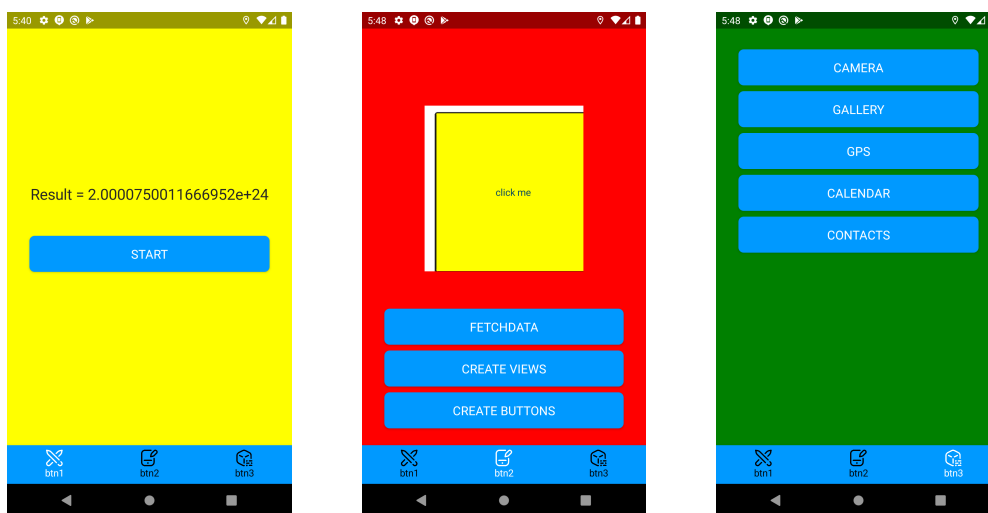 5:40
Result = 2.0000750011666952e+24
START
btn1 btn2 btn3
5:48
click me
FETCHDATA
CREATE VIEWS
CREATE BUTTONS
btn1 btn2 btn3
5:48
CAMERA
GALLERY
GPS
CALENDAR
CONTACTS
btn1 btn2 btn3